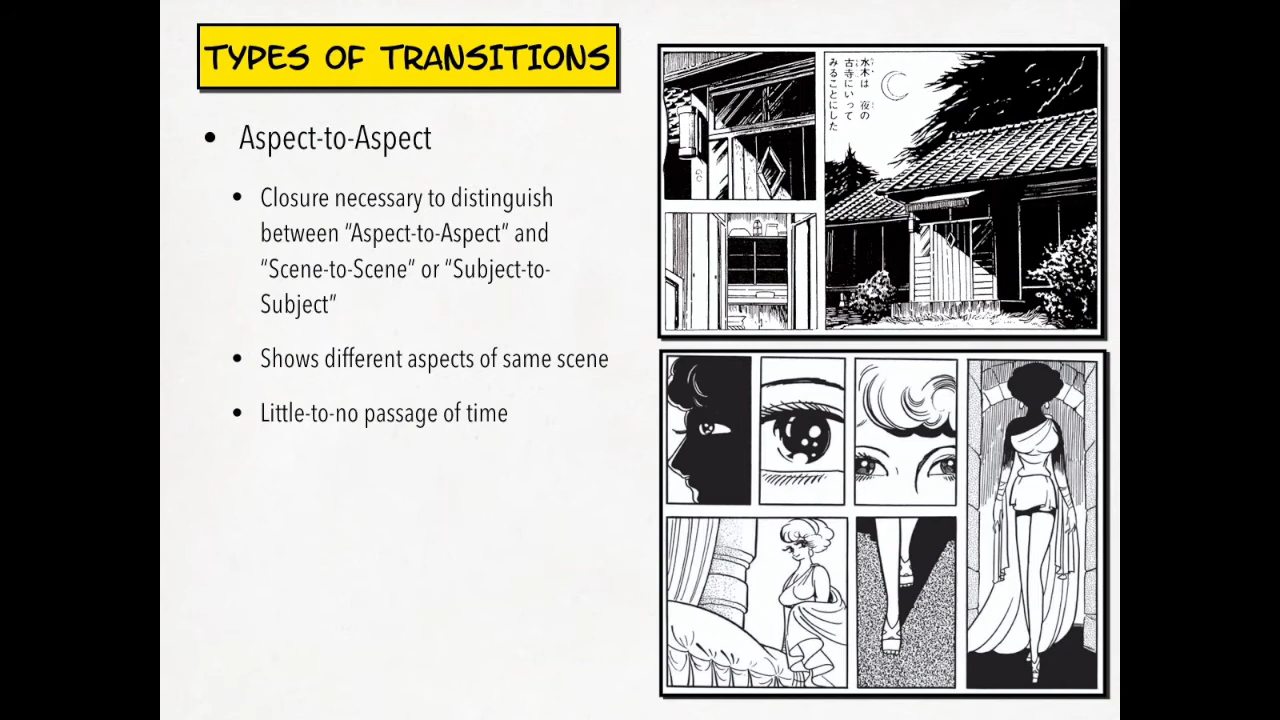 TYPES OF TRANSITIONS
• Aspect-to-Aspect
• Closure necessary to distinguish
between “Aspect-to-Aspect” and
“Scene-to-Scene” or “Subject-to-
Subject”
• Shows different aspects of same scene
• Little-to-no passage of time
水木は 夜の
古寺にいって
みることにした